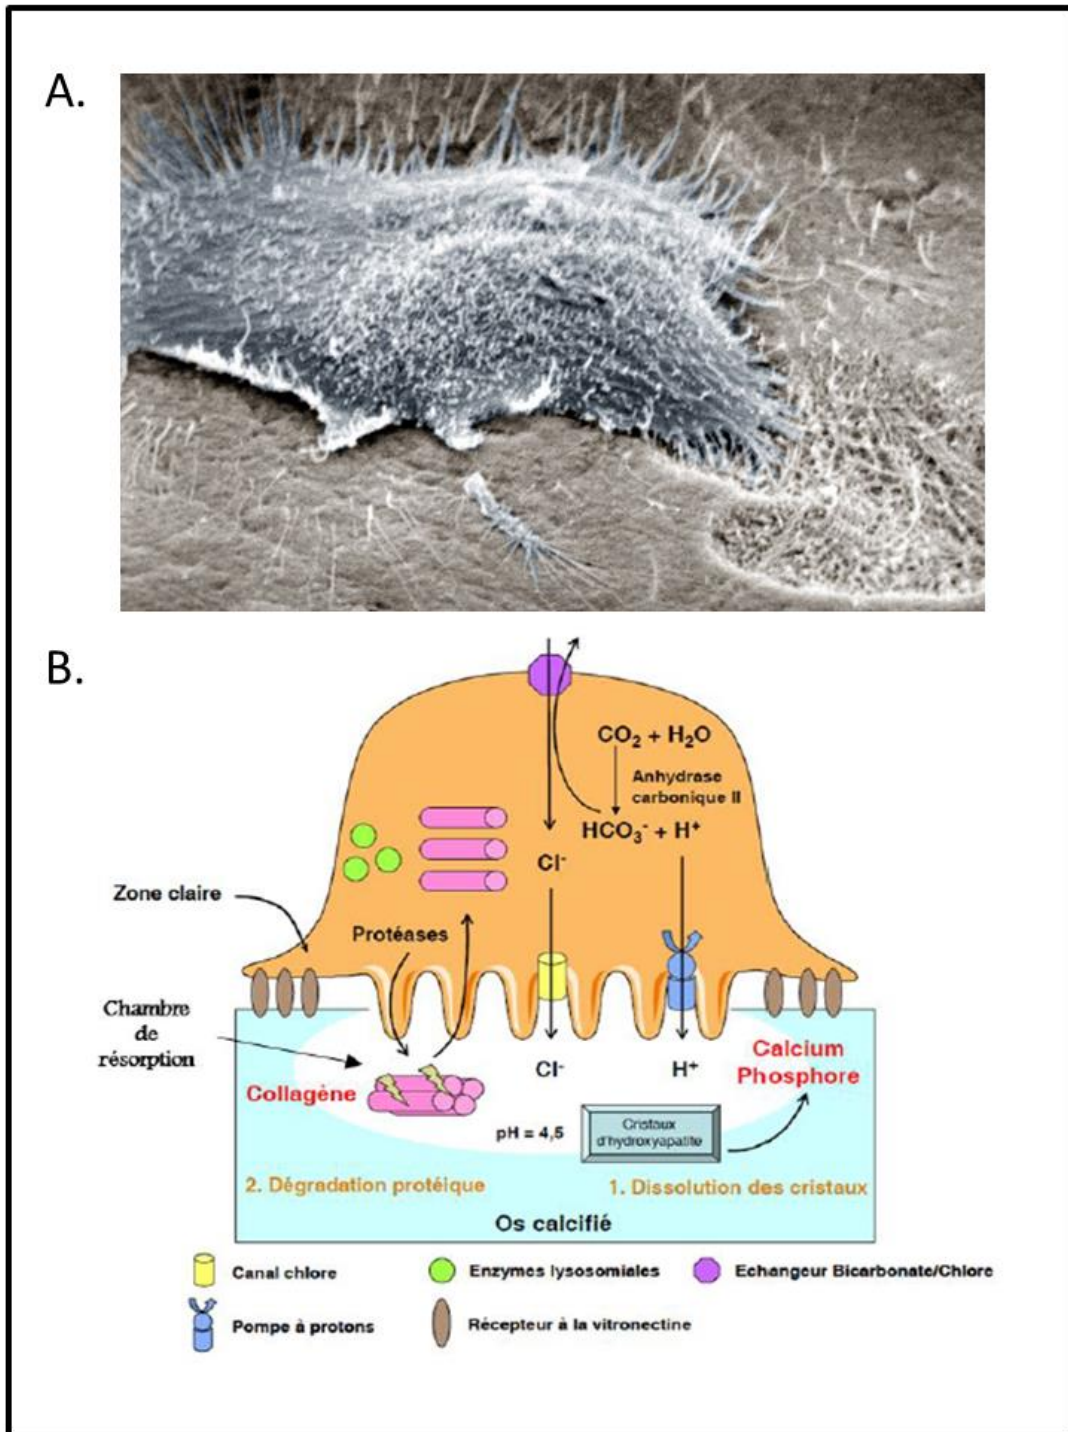 A.
B.
CO₂ + H₂O
Anhydrase
carbonique II
HCO₃⁻ + H⁺
Cl⁻
Zone claire
Protéases
Chambre
de
résorption
Collagène
Cl⁻
H⁺
Calcium
Phosphore
pH = 4,5
Cristaux
d'hydroxyapatite
2. Dégradation protéique
1. Dissolution des cristaux
Os calcifié
Canal chlore
Enzymes lysosomiales
Echangeur Bicarbonate/Chlore
Pompe à protons
Récepteur à la vitronectine